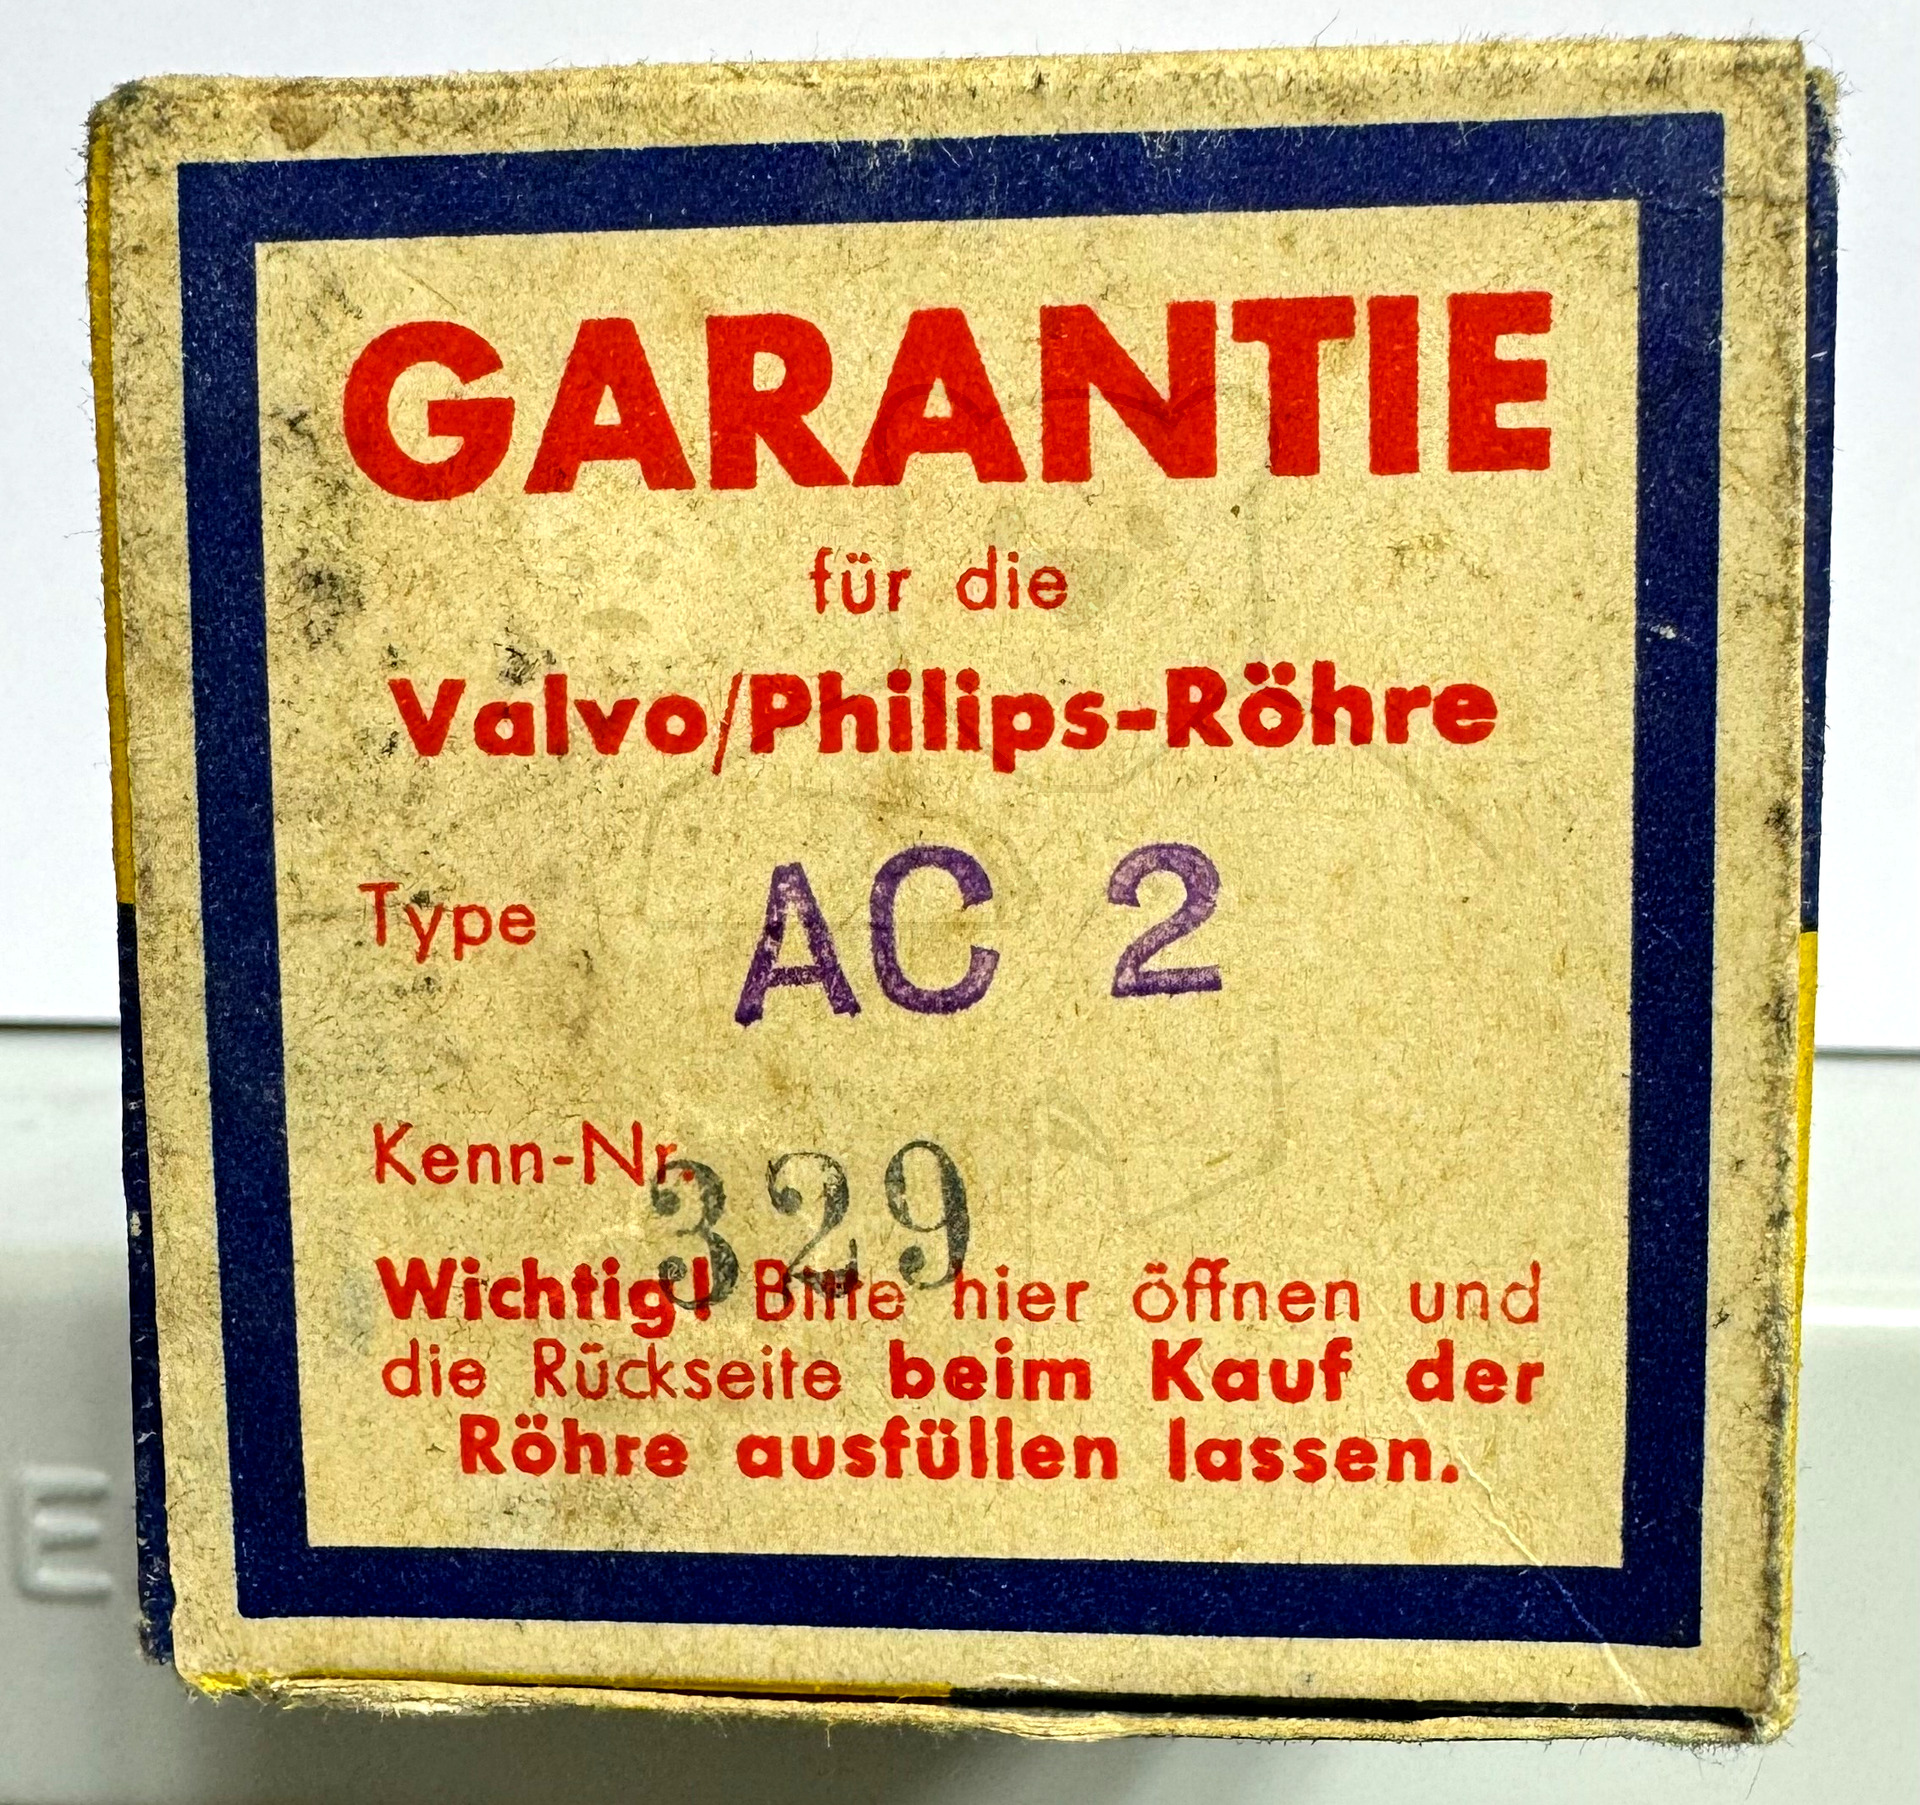 GARANTIE
für die
Valvo/Philips-Röhre
Type AC 2
Kenn-Nr. 329
Wichtig! Bitte hier öffnen und
die Rückseite beim Kauf der
Röhre ausfüllen lassen.
E